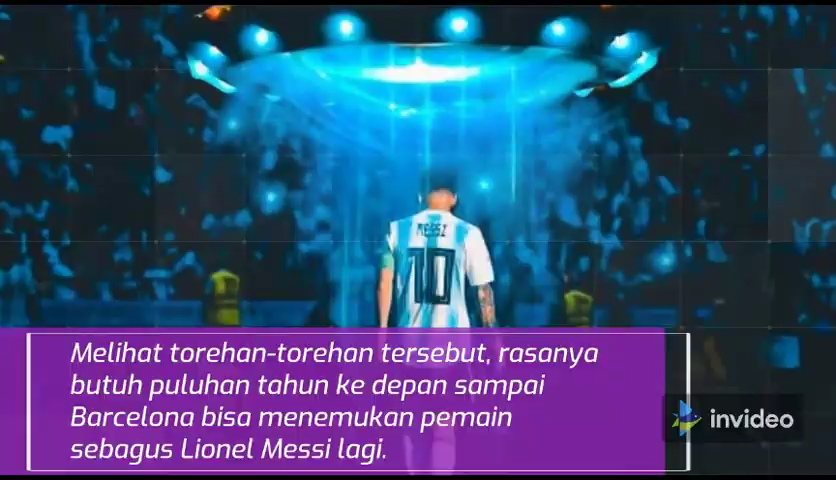 MESSI
10
Melihat torehan-torehan tersebut, rasanya
butuh puluhan tahun ke depan sampai
Barcelona bisa menemukan pemain
sebagus Lionel Messi lagi.
invideo